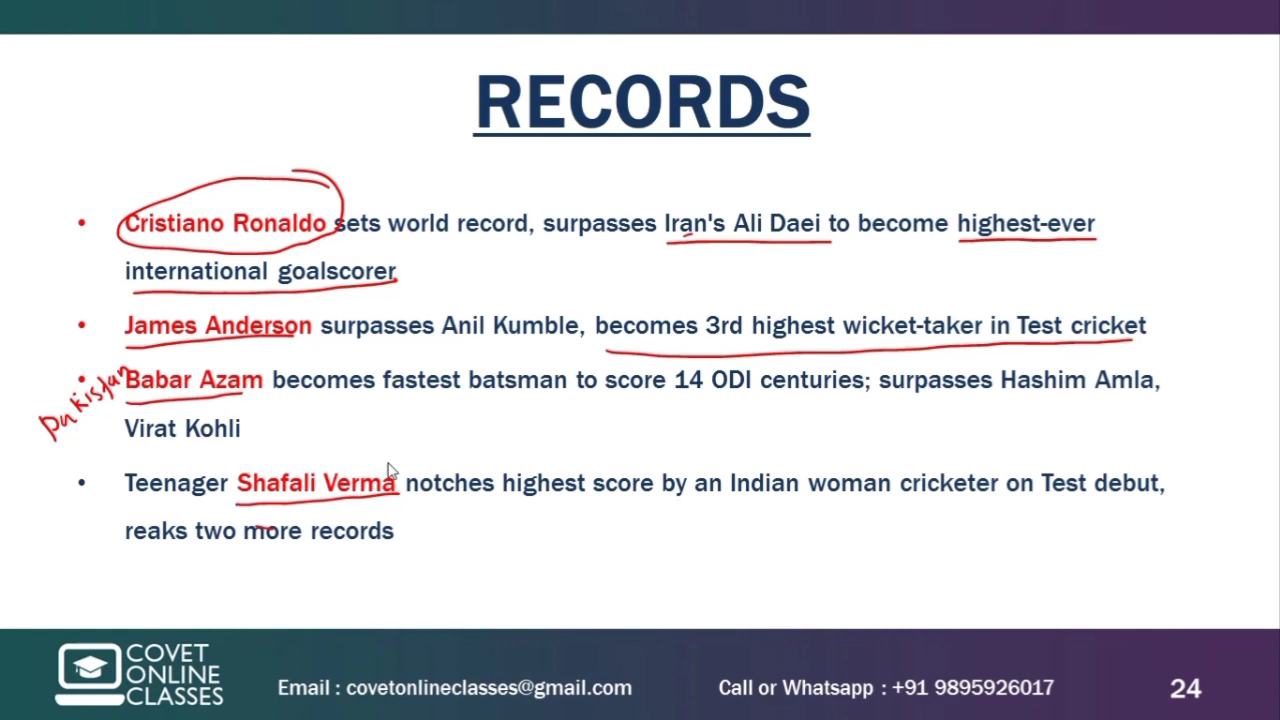 RECORDS
• Cristiano Ronaldo sets world record, surpasses Iran's Ali Daei to become highest-ever
international goalscorer
• James Anderson surpasses Anil Kumble, becomes 3rd highest wicket-taker in Test cricket
Pakistan
• Babar Azam becomes fastest batsman to score 14 ODI centuries; surpasses Hashim Amla,
Virat Kohli
• Teenager Shafali Verma notches highest score by an Indian woman cricketer on Test debut,
reaks two more records
COVET
ONLINE
CLASSES
Email : covetonlineclasses@gmail.com
Call or Whatsapp : +91 9895926017
24